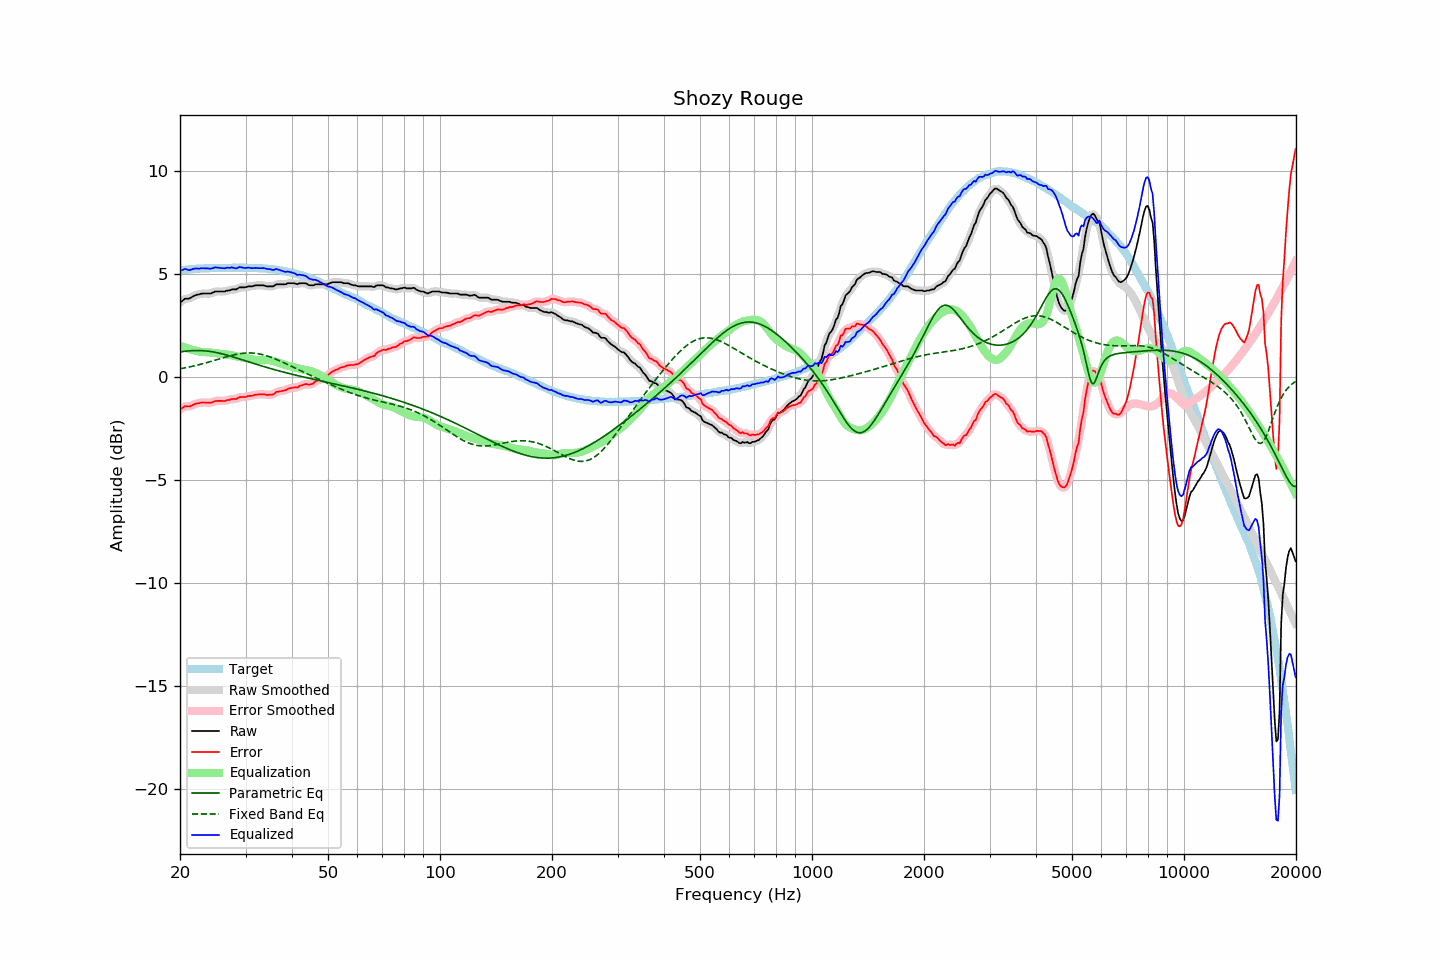 Shozy Rouge
10
5
0
−5
−10
−15
−20
Amplitude (dBr)
Target
Raw Smoothed
Error Smoothed
Raw
Error
Equalization
Parametric Eq
Fixed Band Eq
Equalized
20 50 100 200 500 1000 2000 5000 10000 20000
Frequency (Hz)